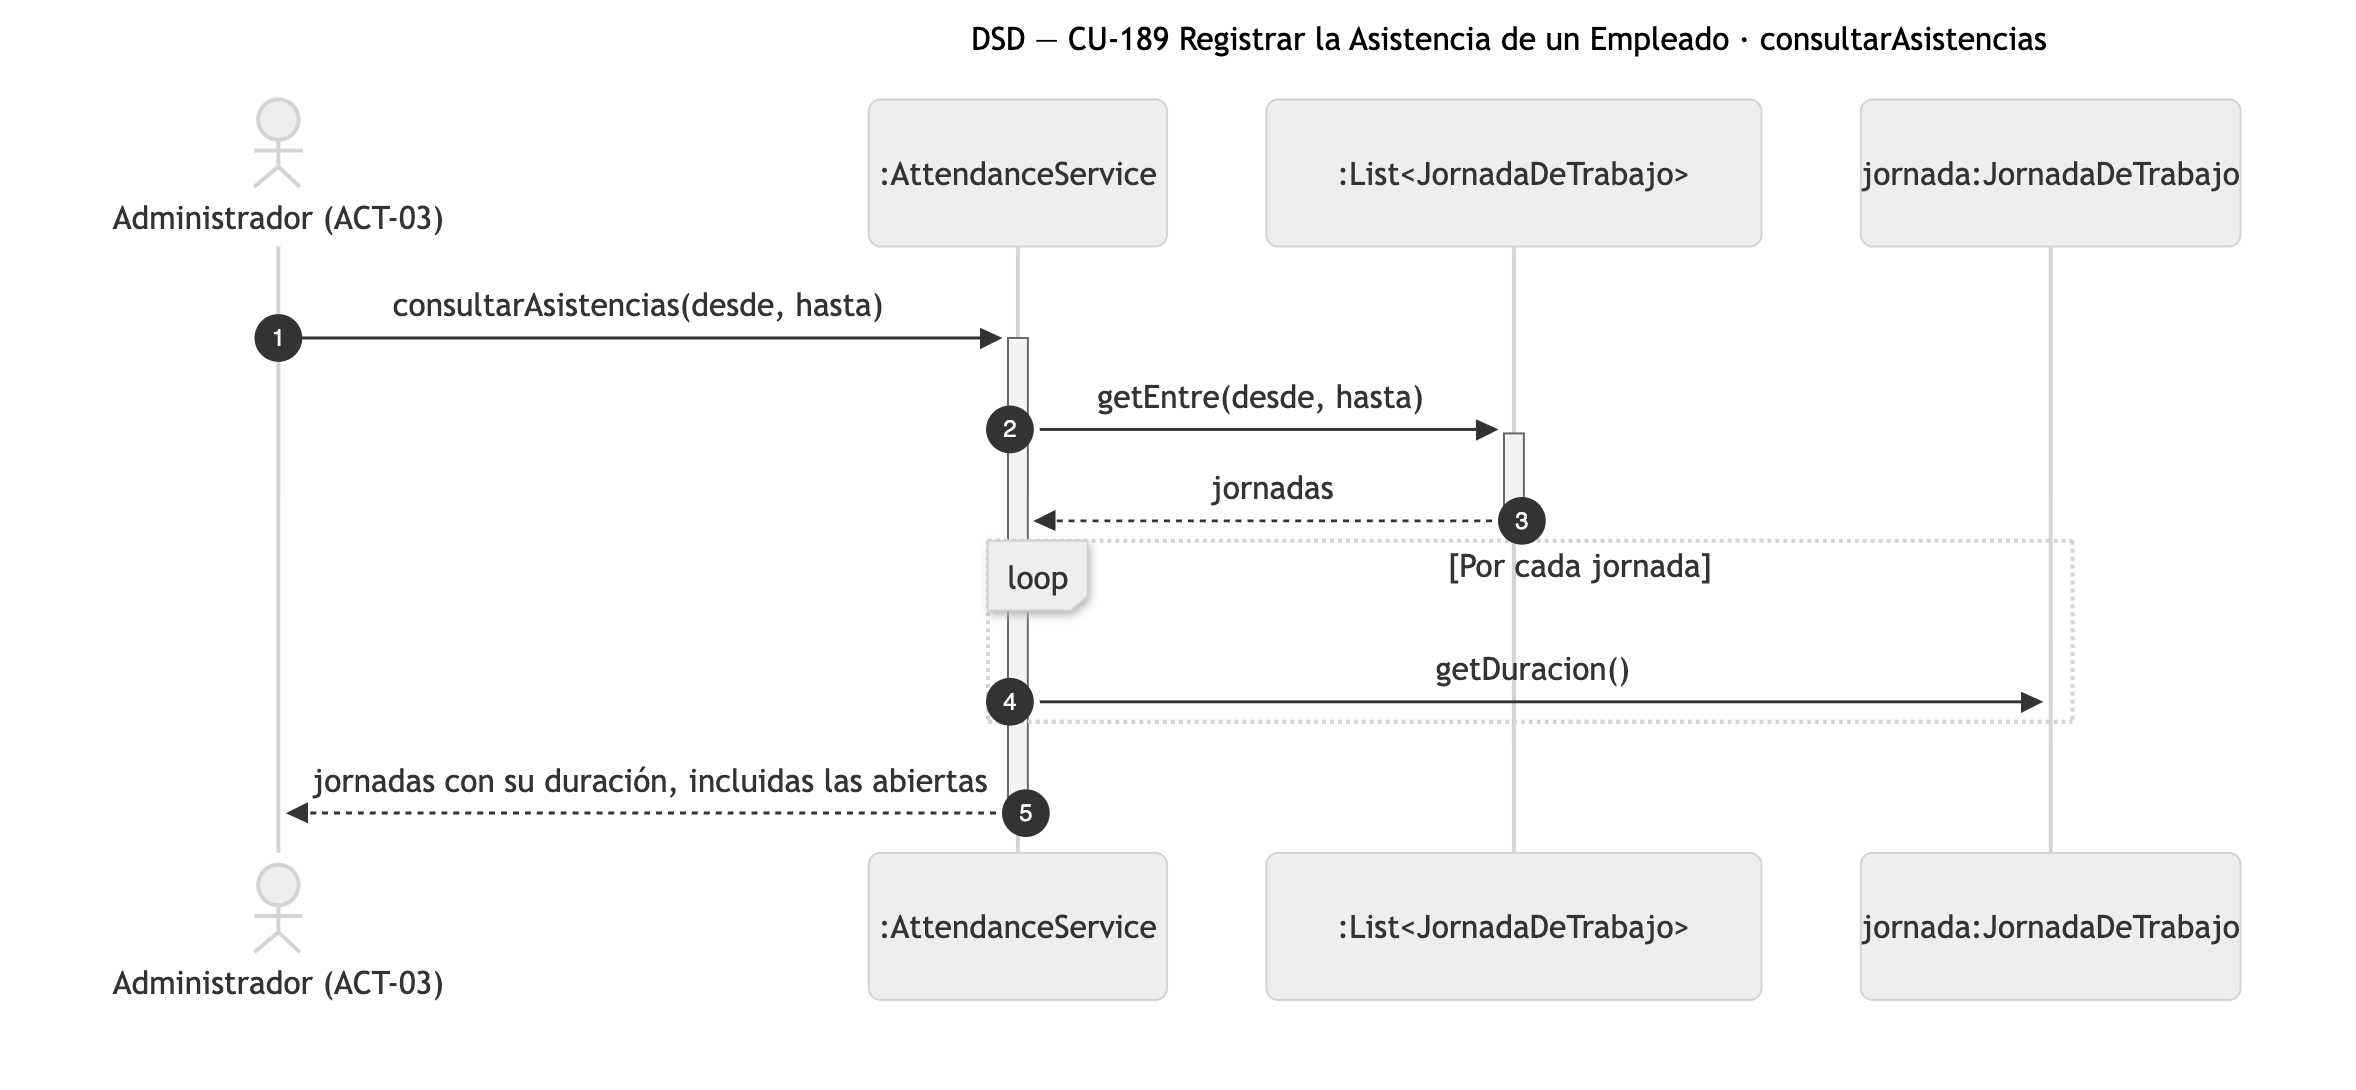 DSD — CU-189 Registrar la Asistencia de un Empleado · consultarAsistencias
Administrador (ACT-03)
:AttendanceService
:List<JornadaDeTrabajo>
jornada:JornadaDeTrabajo
consultarAsistencias(desde, hasta)
1
getEntre(desde, hasta)
2
jornadas
3
loop
[Por cada jornada]
getDuracion()
4
jornadas con su duración, incluidas las abiertas
5
:AttendanceService
:List<JornadaDeTrabajo>
jornada:JornadaDeTrabajo
Administrador (ACT-03)